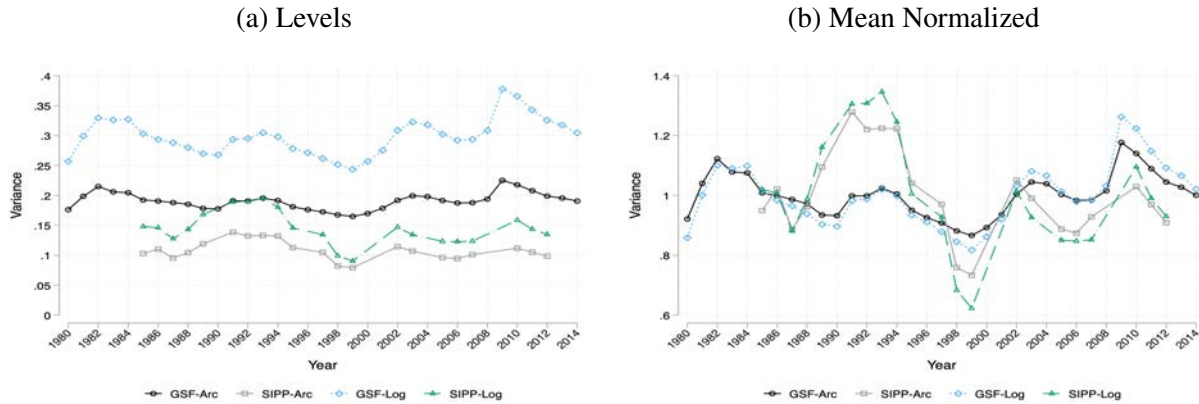 (a) Levels
.4
.35
.3
.25
.2
.15
.1
.05
0
Variance
1980 1982 1984 1986 1988 1990 1992 1994 1996 1998 2000 2002 2004 2006 2008 2010 2012 2014
Year
GSF-Arc SIPP-Arc GSF-Log SIPP-Log
(b) Mean Normalized
1.4
1.2
1
.8
.6
Variance
1980 1982 1984 1986 1988 1990 1992 1994 1996 1998 2000 2002 2004 2006 2008 2010 2012 2014
Year
GSF-Arc SIPP-Arc GSF-Log SIPP-Log